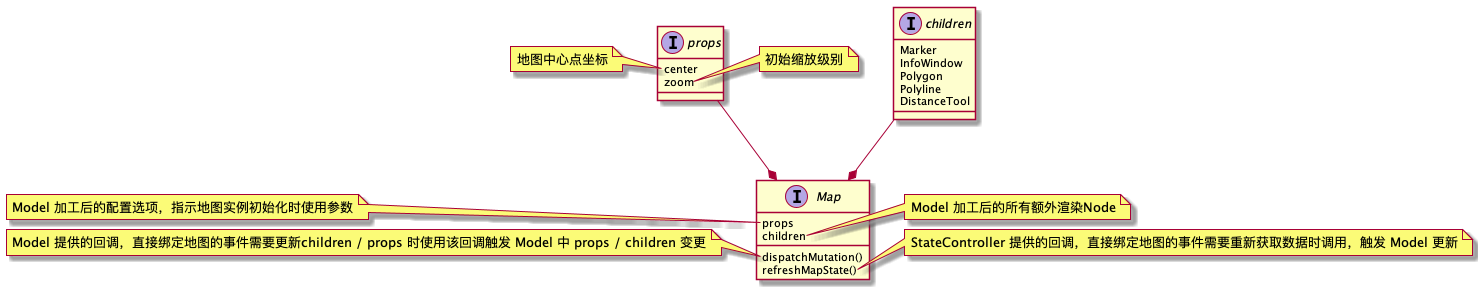 I children
Marker
InfoWindow
Polygon
Polyline
DistanceTool
I props
center
zoom
地图中心点坐标
初始缩放级别
I Map
props
children
dispatchMutation()
refreshMapState()
Model 加工后的配置选项，指示地图实例初始化时使用参数
Model 加工后的所有额外渲染Node
Model 提供的回调，直接绑定地图的事件需要更新children / props 时使用该回调触发 Model 中 props / children 变更
StateController 提供的回调，直接绑定地图的事件需要重新获取数据时调用，触发 Model 更新